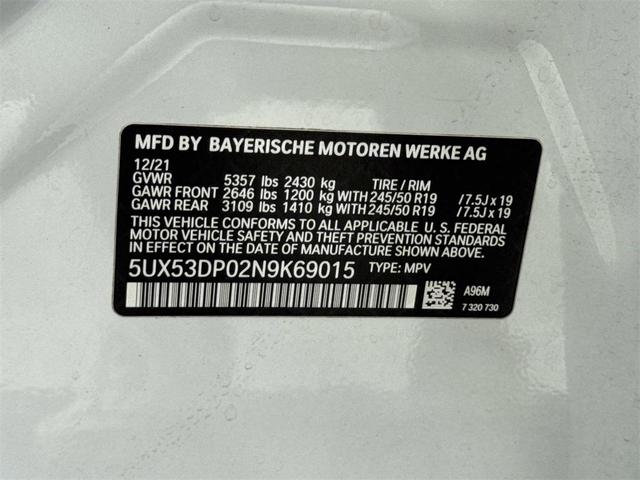 MFD BY BAYERISCHE MOTOREN WERKE AG
12/21
GVWR 5357 lbs 2430 kg TIRE / RIM
GAWR FRONT 2646 lbs 1200 kg WITH 245/50 R19 / 7.5J x 19
GAWR REAR 3109 lbs 1410 kg WITH 245/50 R19 / 7.5J x 19
THIS VEHICLE CONFORMS TO ALL APPLICABLE U. S. FEDERAL
MOTOR VEHICLE SAFETY AND THEFT PREVENTION STANDARDS
IN EFFECT ON THE DATE OF MANUFACTURE SHOWN ABOVE.
5UX53DP02N9K69015 TYPE: MPV
A96M
7 320 730